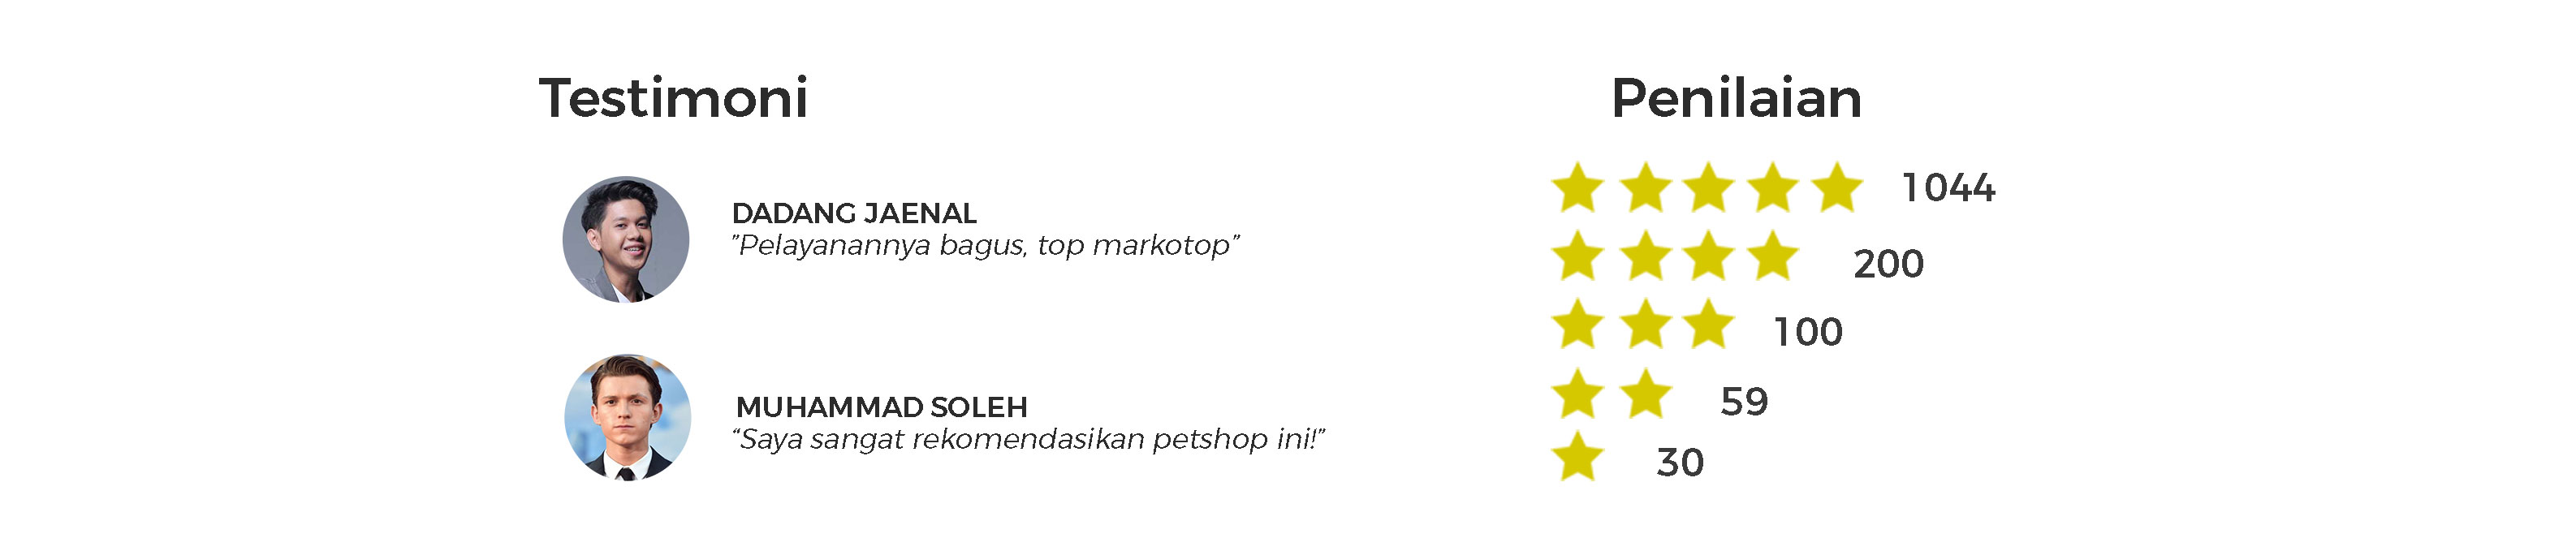 Testimoni
DADANG JAENAL
"Pelayanannya bagus, top markotop"
MUHAMMAD SOLEH
“Saya sangat rekomendasikan petshop ini!”
Penilaian
1044
200
100
59
30